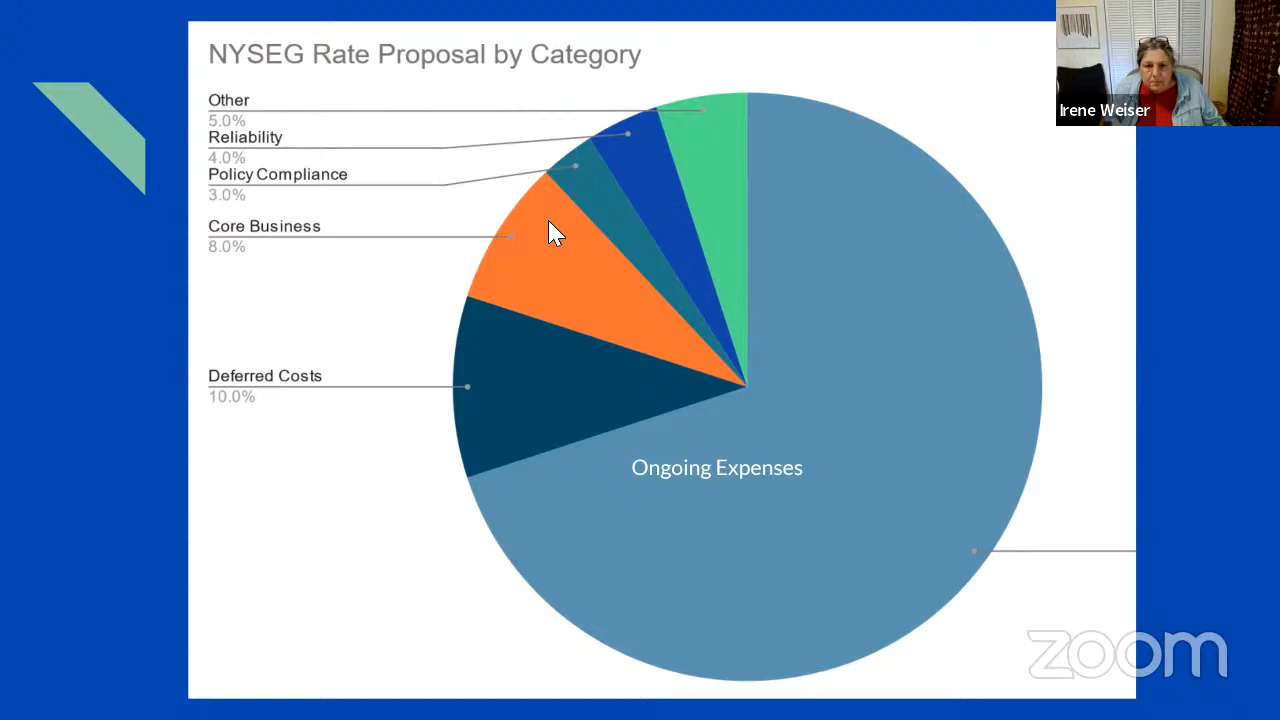 NYSEG Rate Proposal by Category
Irene Weiser
Other
5.0%
Reliability
4.0%
Policy Compliance
3.0%
Core Business
8.0%
Deferred Costs
10.0%
Ongoing Expenses
zoom